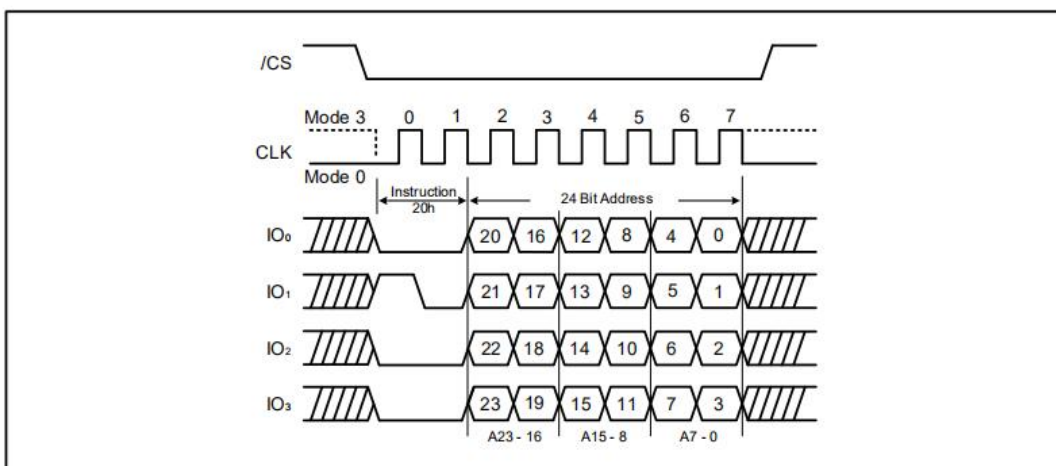 /CS
Mode 3 0 1 2 3 4 5 6 7
CLK
Mode 0
Instruction
20h
24 Bit Address
IO₀ 20 16 12 8 4 0
IO₁ 21 17 13 9 5 1
IO₂ 22 18 14 10 6 2
IO₃ 23 19 15 11 7 3
A23 - 16 A15 - 8 A7 - 0